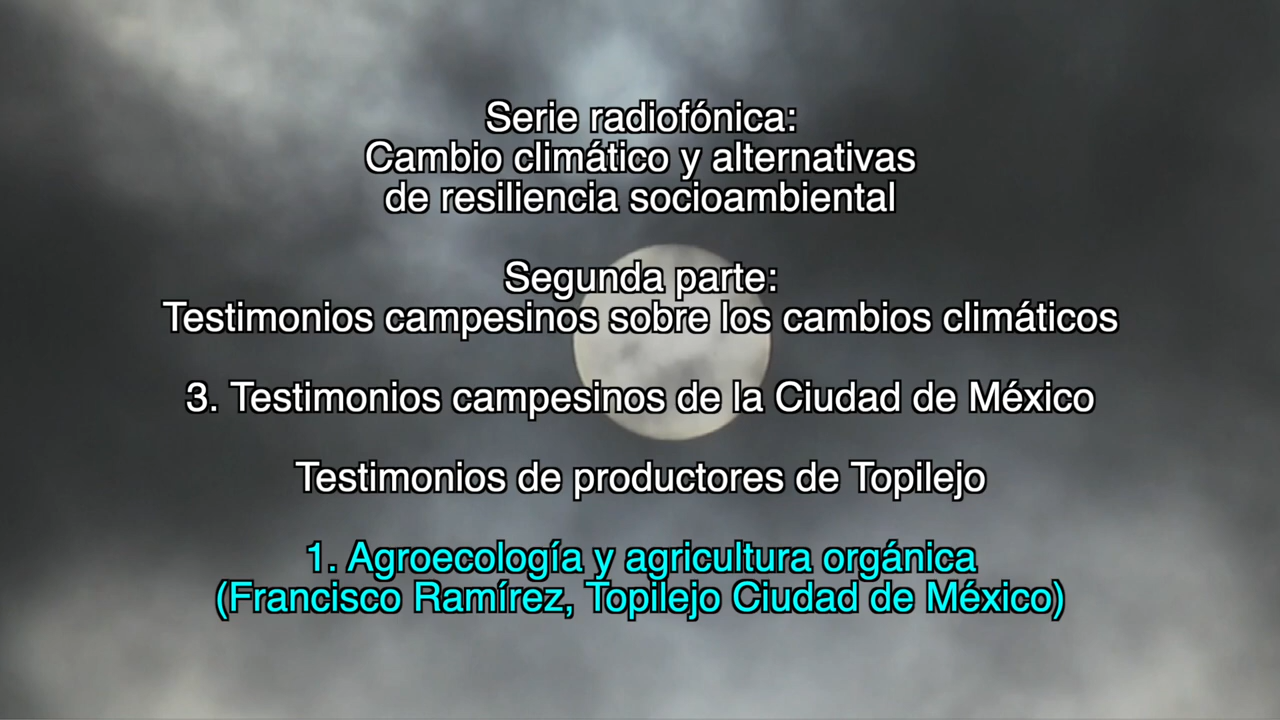 Serie radiofónica:
Cambio climático y alternativas
de resiliencia socioambiental
Segunda parte:
Testimonios campesinos sobre los cambios climáticos
3. Testimonios campesinos de la Ciudad de México
Testimonios de productores de Topilejo
1. Agroecología y agricultura orgánica
(Francisco Ramírez, Topilejo Ciudad de México)